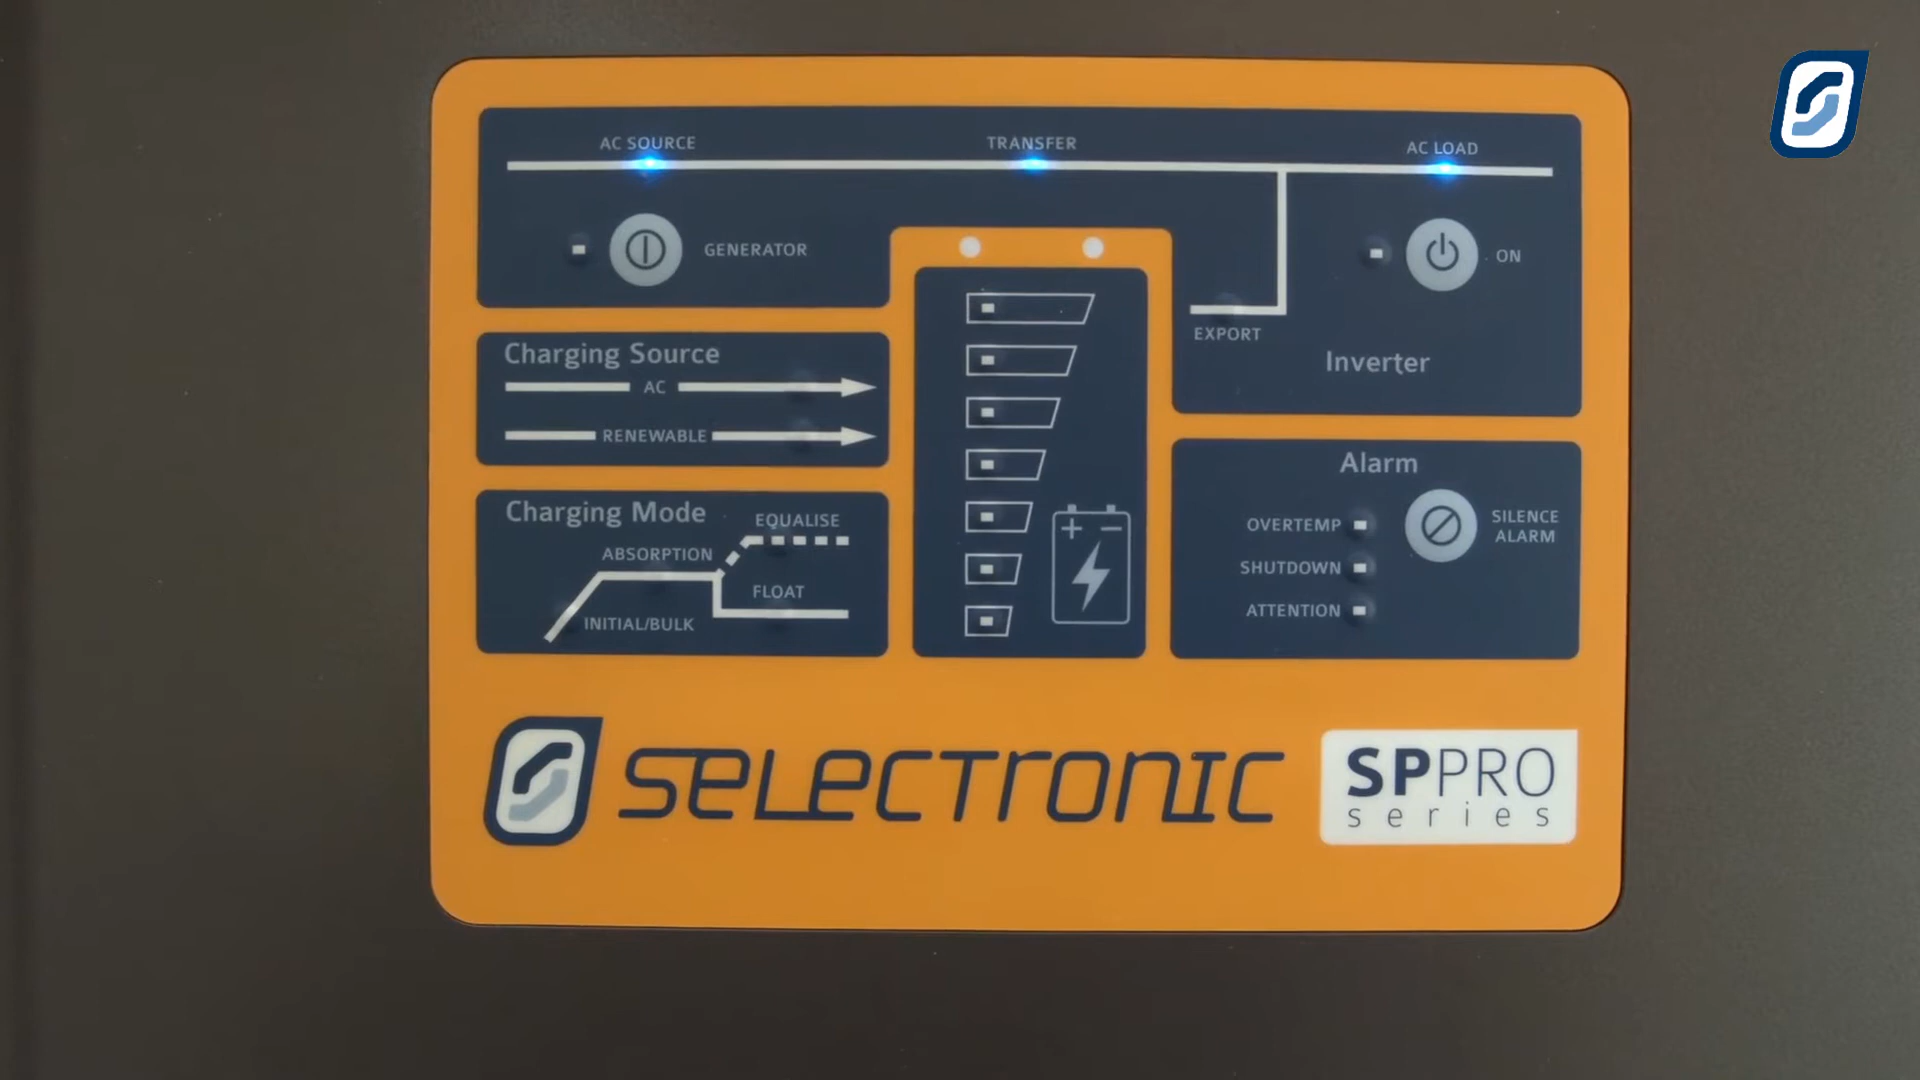 AC SOURCE
TRANSFER
AC LOAD
GENERATOR
ON
EXPORT
Inverter
Charging Source
AC
RENEWABLE
Charging Mode
EQUALISE
ABSORPTION
FLOAT
INITIAL/BULK
+ −
Alarm
OVERTEMP
SILENCE
ALARM
SHUTDOWN
ATTENTION
SELECTRONIC
SPPRO
series